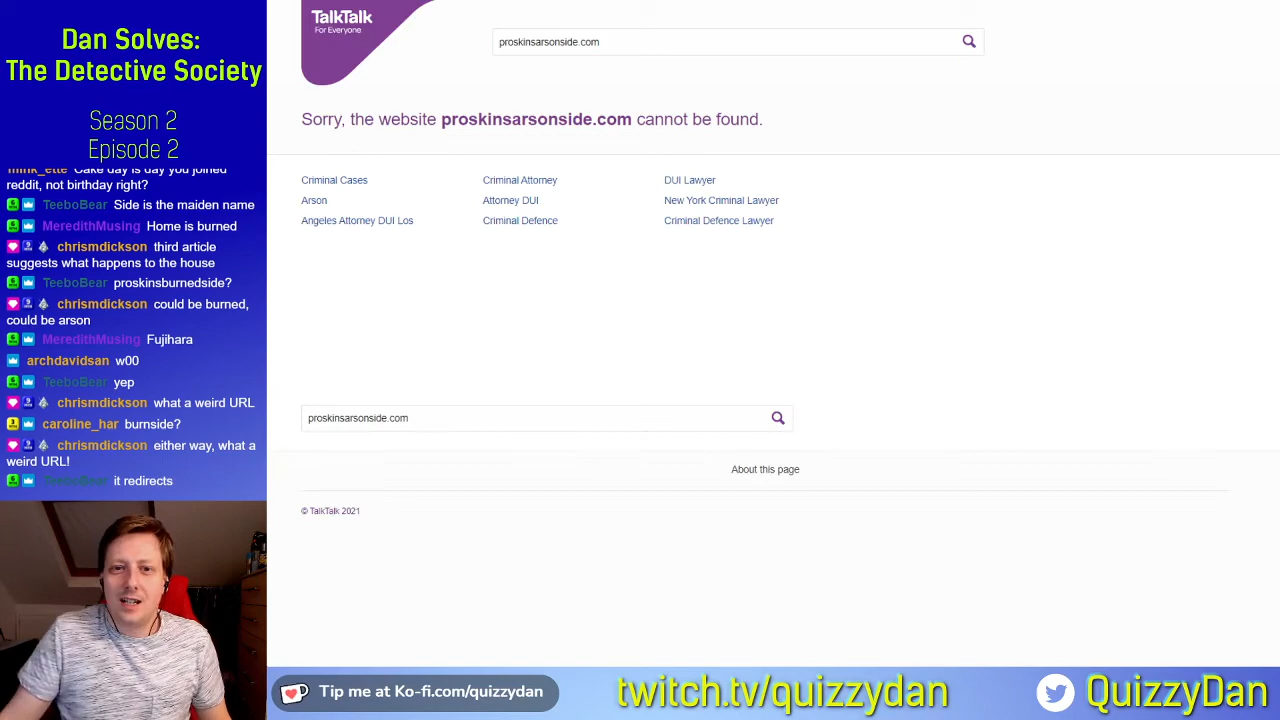 Dan Solves:
The Detective Society
Season 2
Episode 2
mink_ette Cake day is day you joined
reddit, not birthday right?
TeeboBear Side is the maiden name
MeredithMusing Home is burned
chrismdickson third article
suggests what happens to the house
TeeboBear proskinsburnedside?
chrismdickson could be burned,
could be arson
MeredithMusing Fujihara
archdavidsan w00
TeeboBear yep
chrismdickson what a weird URL
caroline_har burnside?
chrismdickson either way, what a
weird URL!
TeeboBear it redirects
TalkTalk
For Everyone
proskinsarsonside.com
Sorry, the website proskinsarsonside.com cannot be found.
Criminal Cases Criminal Attorney DUI Lawyer
Arson Attorney DUI New York Criminal Lawyer
Angeles Attorney DUI Los Criminal Defence Criminal Defence Lawyer
proskinsarsonside.com
About this page
© TalkTalk 2021
Tip me at Ko-fi.com/quizzydan
twitch.tv/quizzydan
QuizzyDan